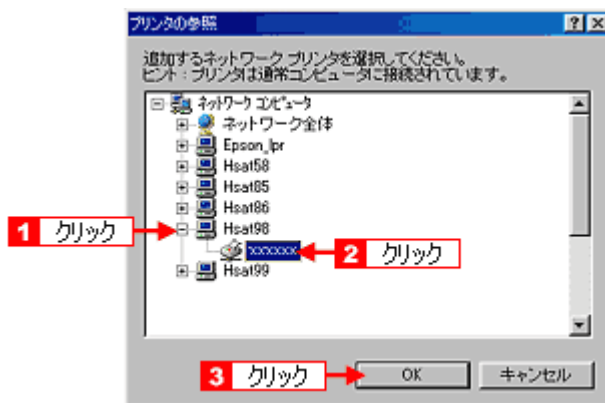 プリンタの参照
追加するネットワーク プリンタを選択してください。
ヒント：プリンタは通常コンピュータに接続されています。
ネットワーク コンピュータ
ネットワーク全体
Epson_lpr
Hsat58
Hsat85
Hsat86
1 クリック
Hsat98
xxxxxx
2 クリック
Hsat99
3 クリック
OK
キャンセル